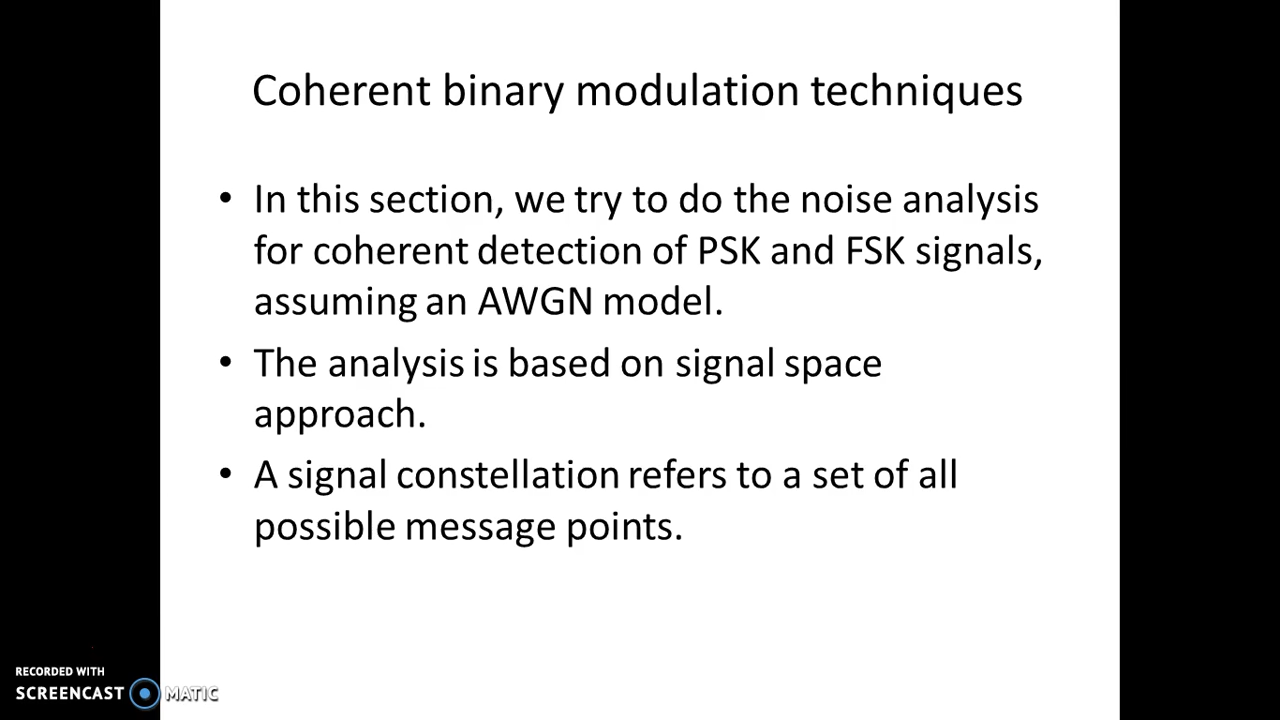 Coherent binary modulation techniques
• In this section, we try to do the noise analysis
for coherent detection of PSK and FSK signals,
assuming an AWGN model.
• The analysis is based on signal space
approach.
• A signal constellation refers to a set of all
possible message points.
RECORDED WITH
SCREENCAST MATIC